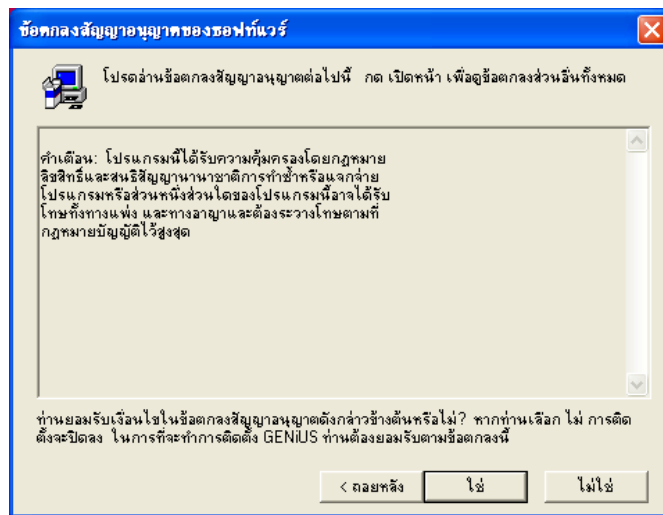 ข้อตกลงสัญญาอนุญาตของซอฟท์แวร์
โปรดอ่านข้อตกลงสัญญาอนุญาตต่อไปนี้ กด เปิดหน้า เพื่อดูข้อตกลงส่วนอื่นทั้งหมด
คำเตือน: โปรแกรมนี้ได้รับความคุ้มครองโดยกฎหมาย
ลิขสิทธิ์และสนธิสัญญานานาชาติการทำซ้ำหรือแจกจ่าย
โปรแกรมหรือส่วนหนึ่งส่วนใดของโปรแกรมนี้อาจได้รับ
โทษทั้งทางแพ่ง และทางอาญาและต้องระวางโทษตามที่
กฎหมายบัญญัติไว้สูงสุด
ท่านยอมรับเงื่อนไขในข้อตกลงสัญญาอนุญาตดังกล่าวข้างต้นหรือไม่? หากท่านเลือก ไม่ การติด
ตั้งจะปิดลง ในการที่จะทำการติดตั้ง GENiUS ท่านต้องยอมรับตามข้อตกลงนี้
< ถอยหลัง
ใช่
ไม่ใช่